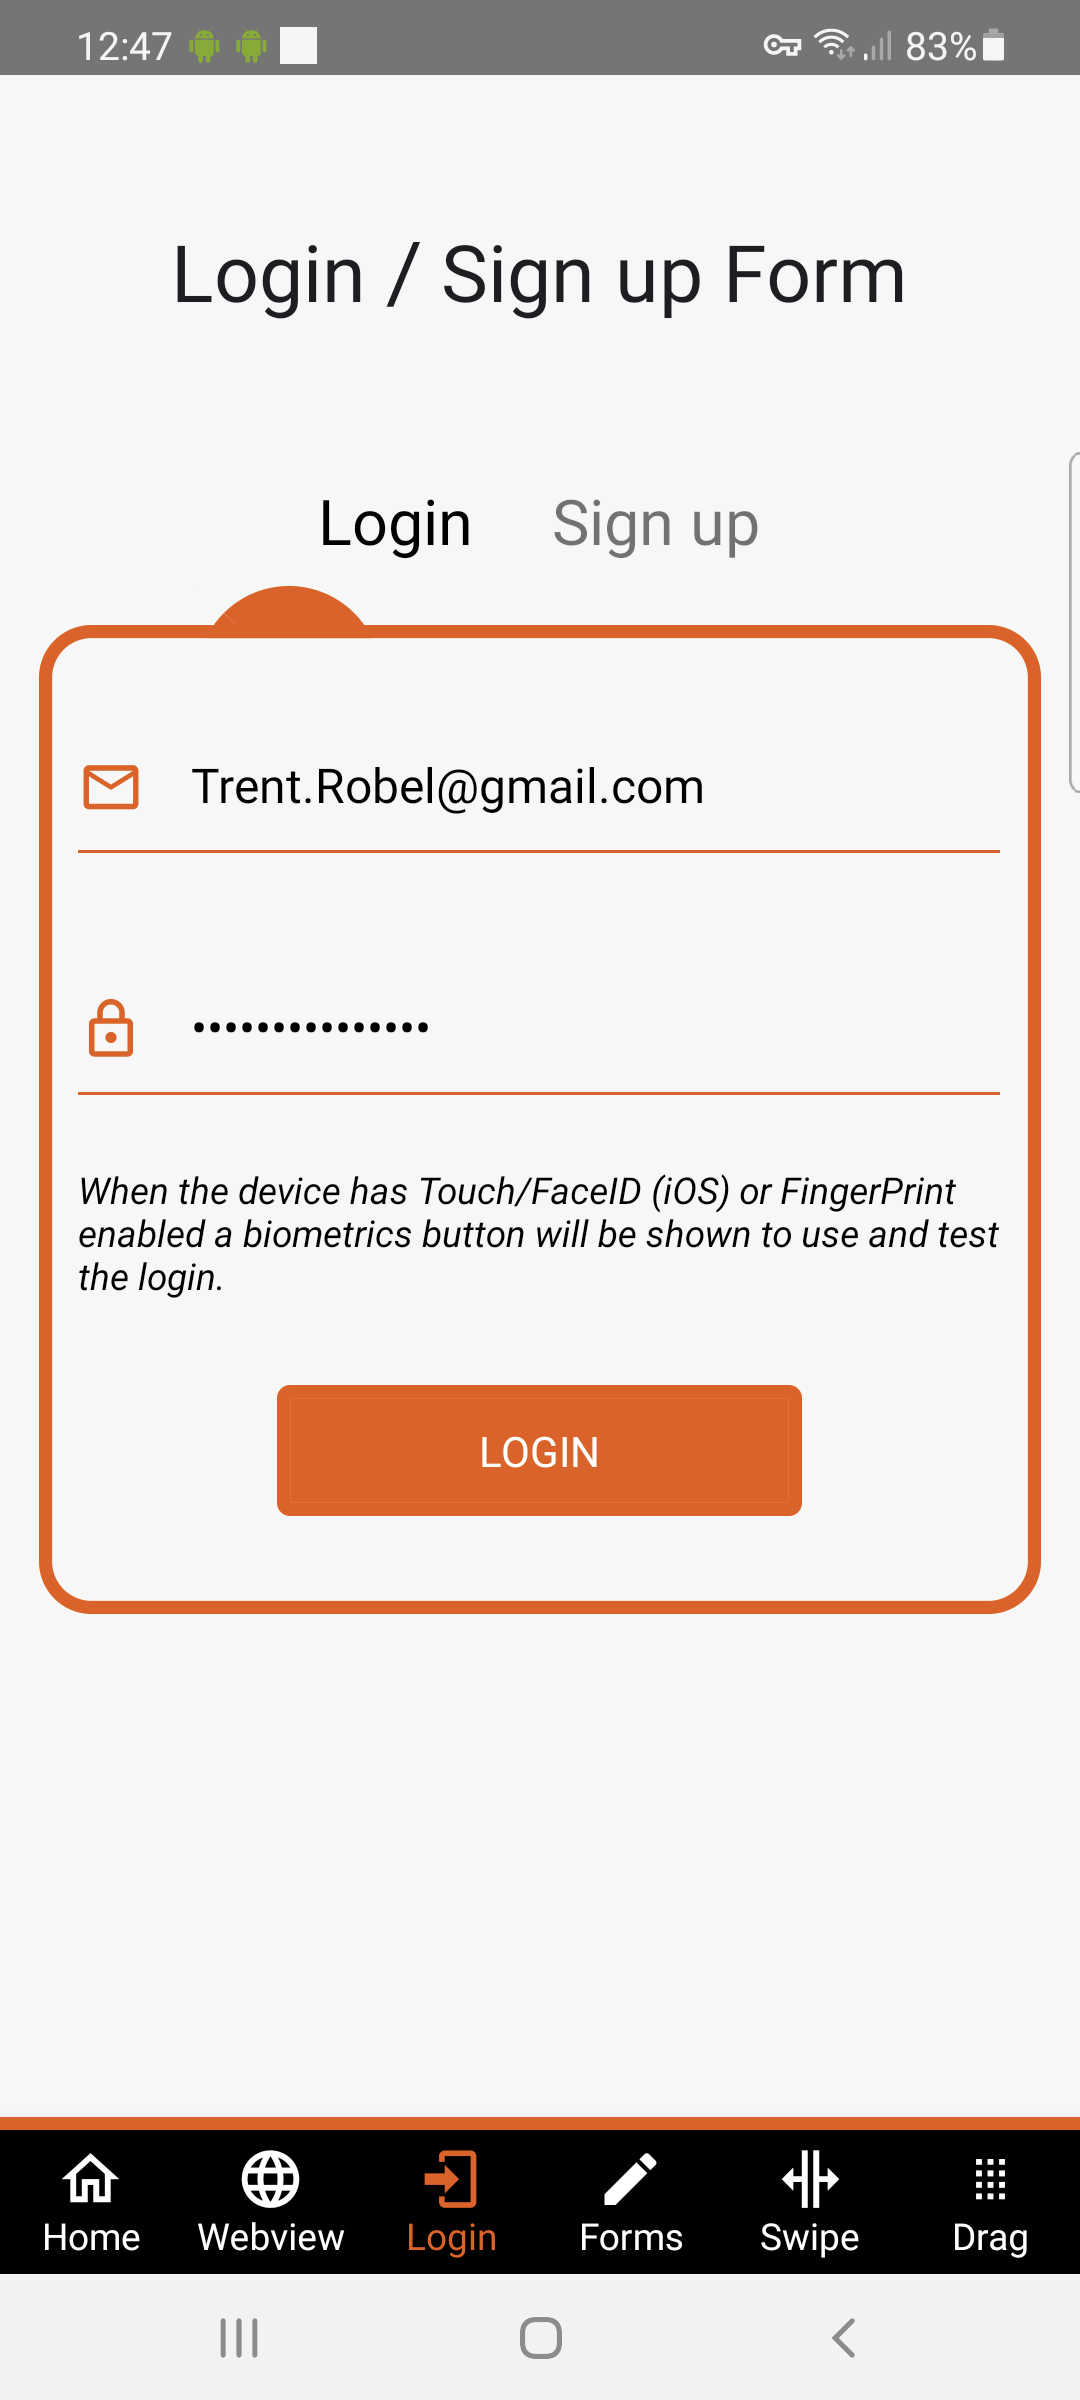 12:47 83%
Login / Sign up Form
Login Sign up
Trent.Robel@gmail.com
•••••••••••••••
When the device has Touch/FaceID (iOS) or FingerPrint
enabled a biometrics button will be shown to use and test
the login.
LOGIN
Home Webview Login Forms Swipe Drag